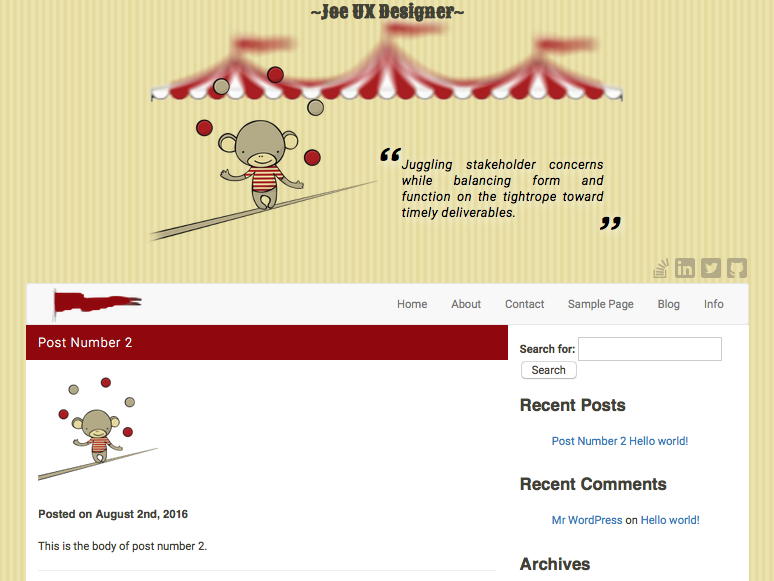 ~Joe UX Designer~
“Juggling stakeholder concerns
while balancing form and
function on the tightrope toward
timely deliverables.
”
Home About Contact Sample Page Blog Info
Post Number 2
Search for:
Search
Recent Posts
Post Number 2 Hello world!
Recent Comments
Mr WordPress on Hello world!
Archives
Posted on August 2nd, 2016
This is the body of post number 2.